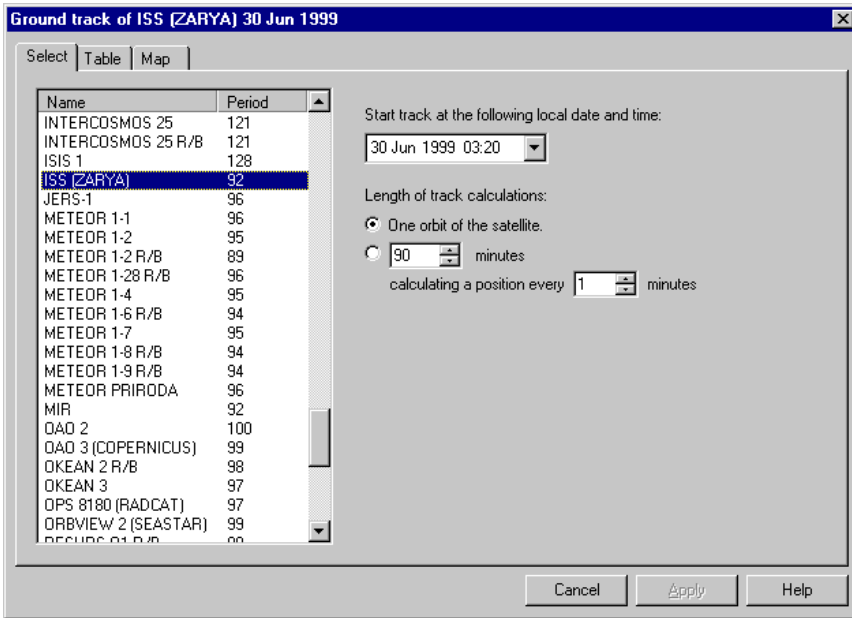 Ground track of ISS (ZARYA) 30 Jun 1999
Select Table Map
Name Period
INTERCOSMOS 25 121
INTERCOSMOS 25 R/B 121
ISIS 1 128
ISS (ZARYA) 92
JERS-1 96
METEOR 1-1 96
METEOR 1-2 95
METEOR 1-2 R/B 89
METEOR 1-28 R/B 96
METEOR 1-4 95
METEOR 1-6 R/B 94
METEOR 1-7 95
METEOR 1-8 R/B 94
METEOR 1-9 R/B 94
METEOR PRIRODA 96
MIR 92
OAO 2 100
OAO 3 (COPERNICUS) 99
OKEAN 2 R/B 98
OKEAN 3 97
OPS 8180 (RADCAT) 97
ORBVIEW 2 (SEASTAR) 99
Start track at the following local date and time:
30 Jun 1999 03:20
Length of track calculations:
One orbit of the satellite.
90 minutes
calculating a position every 1 minutes
Cancel Apply Help